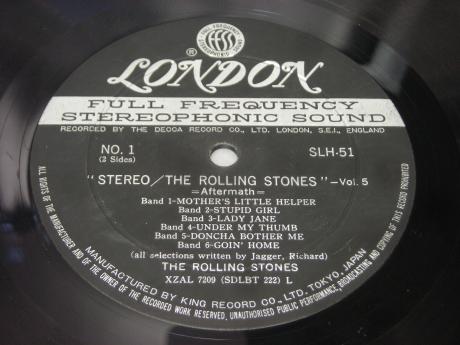 FULL FREQUENCY
ffss
STEREOPHONIC SOUND
®
LONDON
FULL FREQUENCY
STEREOPHONIC SOUND
RECORDED BY THE DECCA RECORD CO., LTD. LONDON, S.E.I., ENGLAND
NO. 1
(2 Sides)
SLH-51
"STEREO/THE ROLLING STONES"-Vol. 5
=Aftermath=
Band 1-MOTHER'S LITTLE HELPER
Band 2-STUPID GIRL
Band 3-LADY JANE
Band 4-UNDER MY THUMB
Band 5-DONCHA BOTHER ME
Band 6-GOIN' HOME
(all selections written by Jagger, Richard)
THE ROLLING STONES
XZAL 7209 (SDLBT 222) L
MANUFACTURED BY KING RECORD CO., LTD. TOKYO, JAPAN
ALL RIGHTS OF THE MANUFACTURER AND OF THE OWNER OF THE RECORDED WORK RESERVED, UNAUTHORISED PUBLIC PERFORMANCE, BROADCASTING AND COPYING OF THIS RECORD PROHIBITED